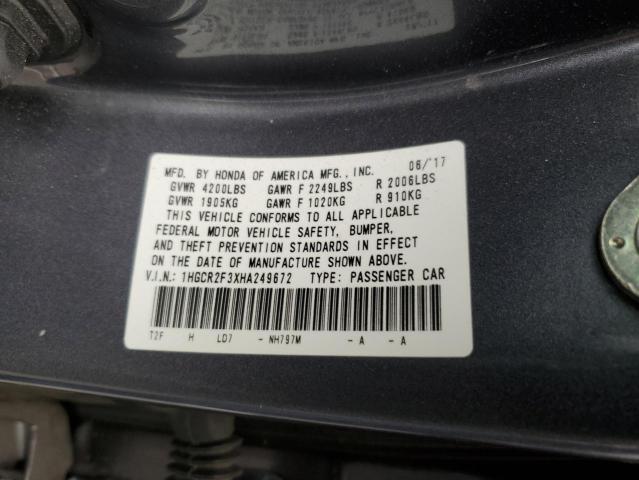 MFD. BY HONDA OF AMERICA MFG., INC. 06/'17
GVWR 4200LBS GAWR F 2249LBS R 2006LBS
GVWR 1905KG GAWR F 1020KG R 910KG
THIS VEHICLE CONFORMS TO ALL APPLICABLE
FEDERAL MOTOR VEHICLE SAFETY, BUMPER,
AND THEFT PREVENTION STANDARDS IN EFFECT
ON THE DATE OF MANUFACTURE SHOWN ABOVE.
V.I.N.: 1HGCR2F3XHA249672 TYPE: PASSENGER CAR
T2F H LD7 - NH797M - A - A